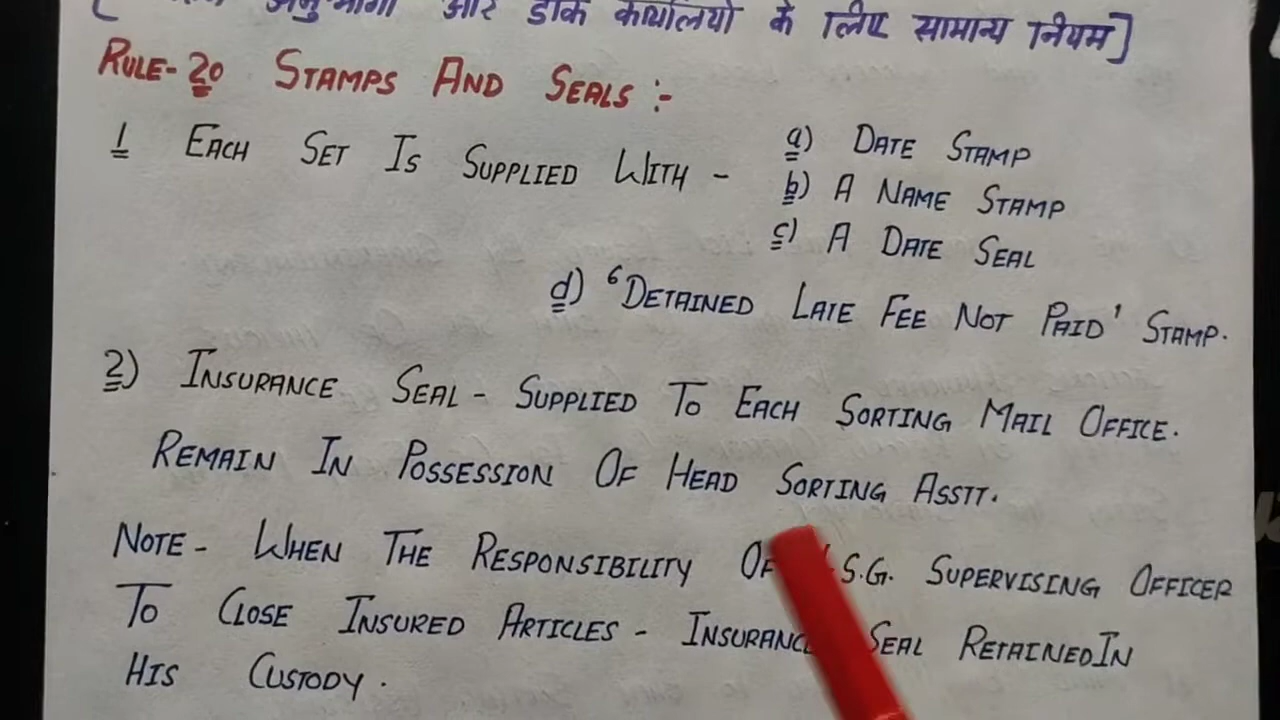 और डाक कार्यालयो के लिए सामान्य नियम]
RULE-20 STAMPS AND SEALS :-
1 EACH SET IS SUPPLIED WITH - a) DATE STAMP
b) A NAME STAMP
c) A DATE SEAL
d) 'DETAINED LATE FEE NOT PAID' STAMP.
2) INSURANCE SEAL - SUPPLIED TO EACH SORTING MAIL OFFICE.
REMAIN IN POSSESSION OF HEAD SORTING ASSTT.
NOTE - WHEN THE RESPONSIBILITY OF S.G. SUPERVISING OFFICER
TO CLOSE INSURED ARTICLES - INSURANCE SEAL RETAINED IN
HIS CUSTODY.